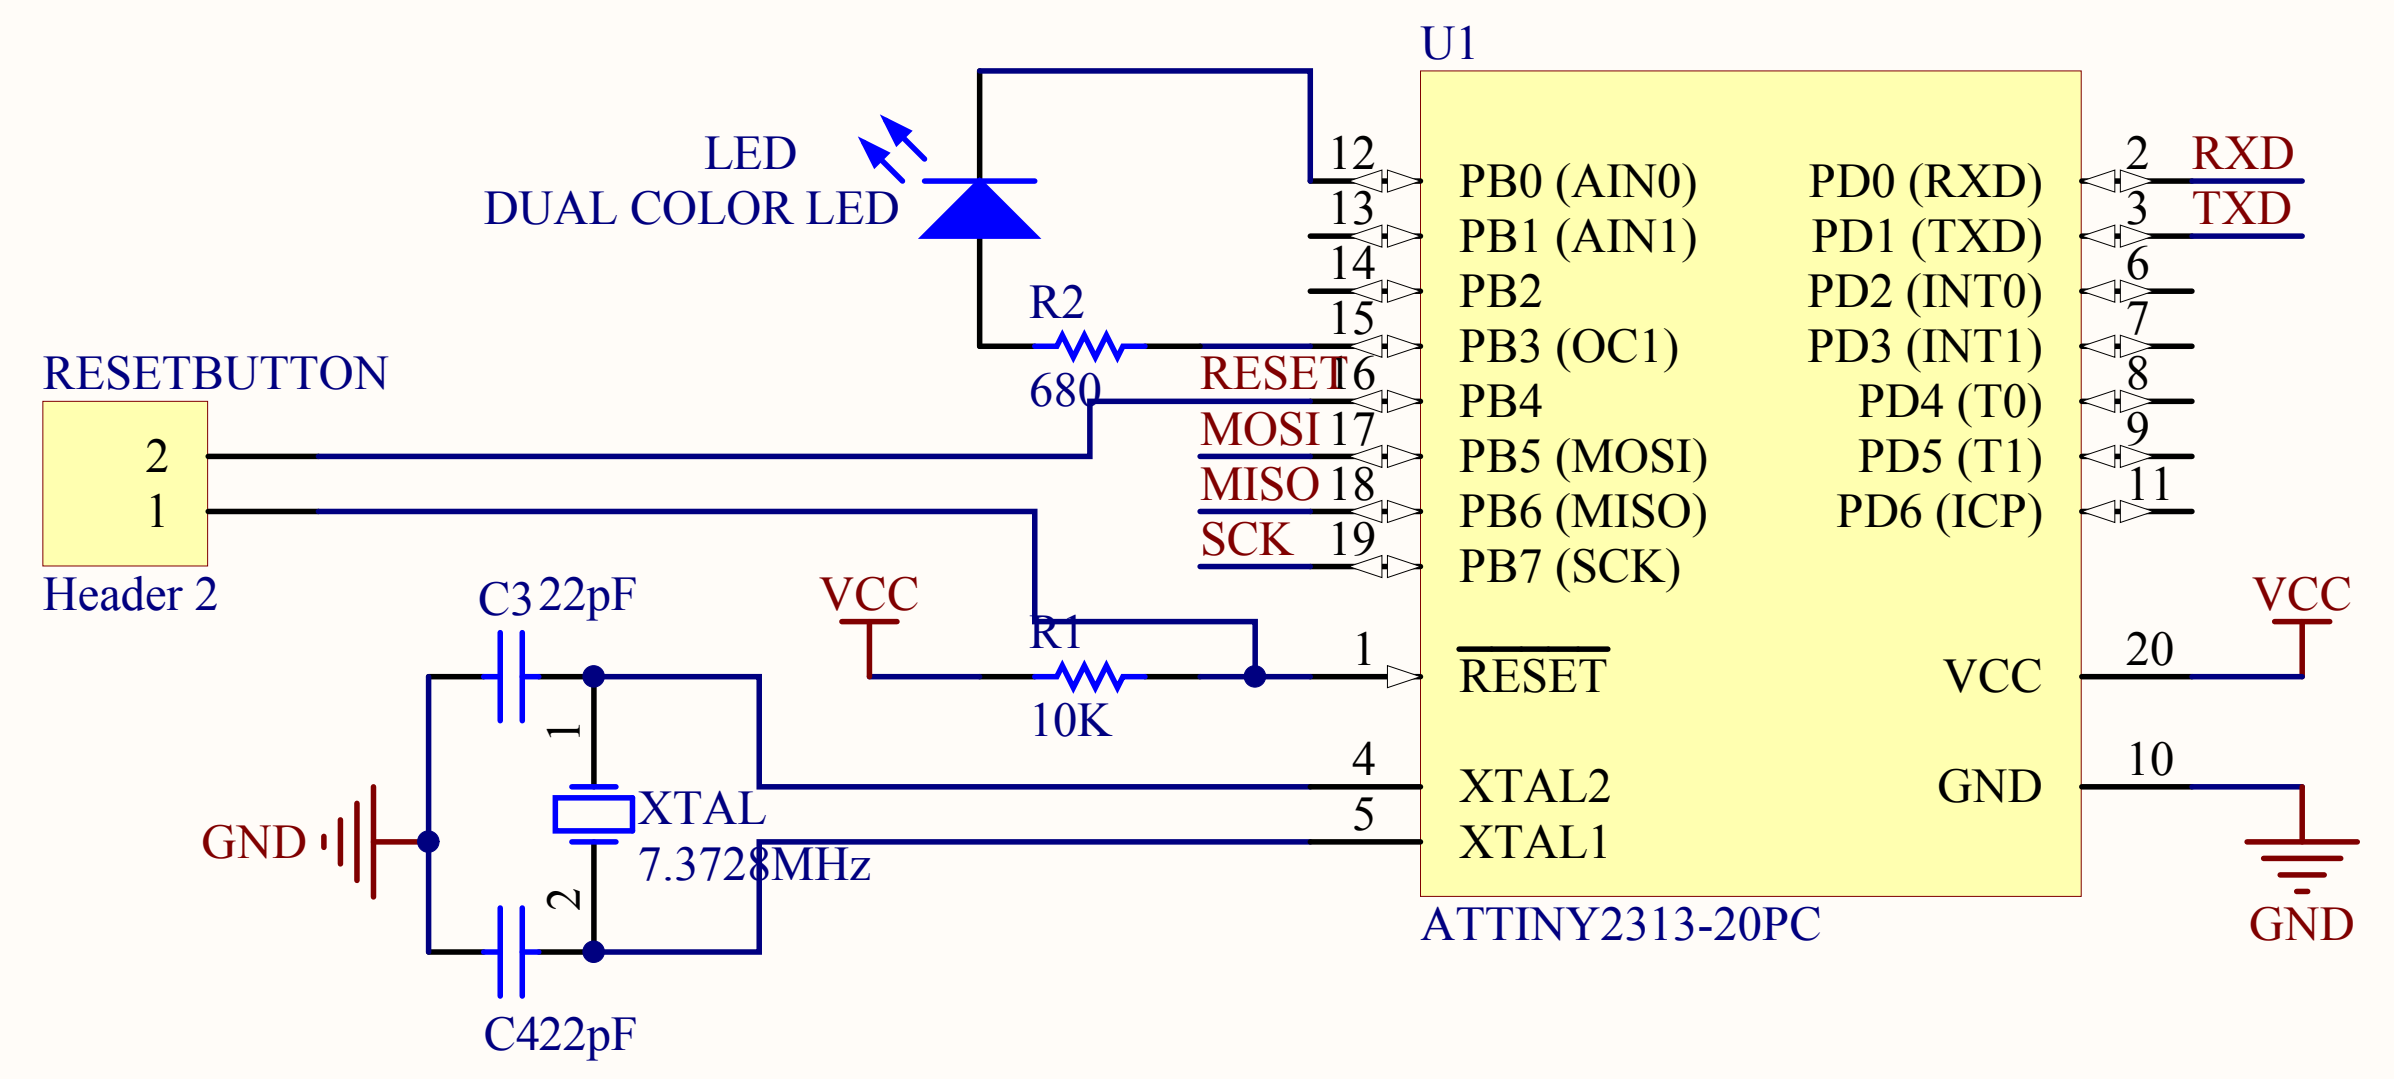 U1
LED
DUAL COLOR LED
12
13
14
15
16
17
18
19
1
4
5
PB0 (AIN0)
PB1 (AIN1)
PB2
PB3 (OC1)
PB4
PB5 (MOSI)
PB6 (MISO)
PB7 (SCK)
RESET
XTAL2
XTAL1
PD0 (RXD)
PD1 (TXD)
PD2 (INT0)
PD3 (INT1)
PD4 (T0)
PD5 (T1)
PD6 (ICP)
VCC
GND
2
3
6
7
8
9
11
20
10
RXD
TXD
VCC
GND
R2
680
RESET
MOSI
MISO
SCK
RESETBUTTON
2
1
Header 2
C3 22pF
VCC
R1
10K
1
XTAL
7.3728MHz
2
GND
C4 22pF
ATTINY2313-20PC